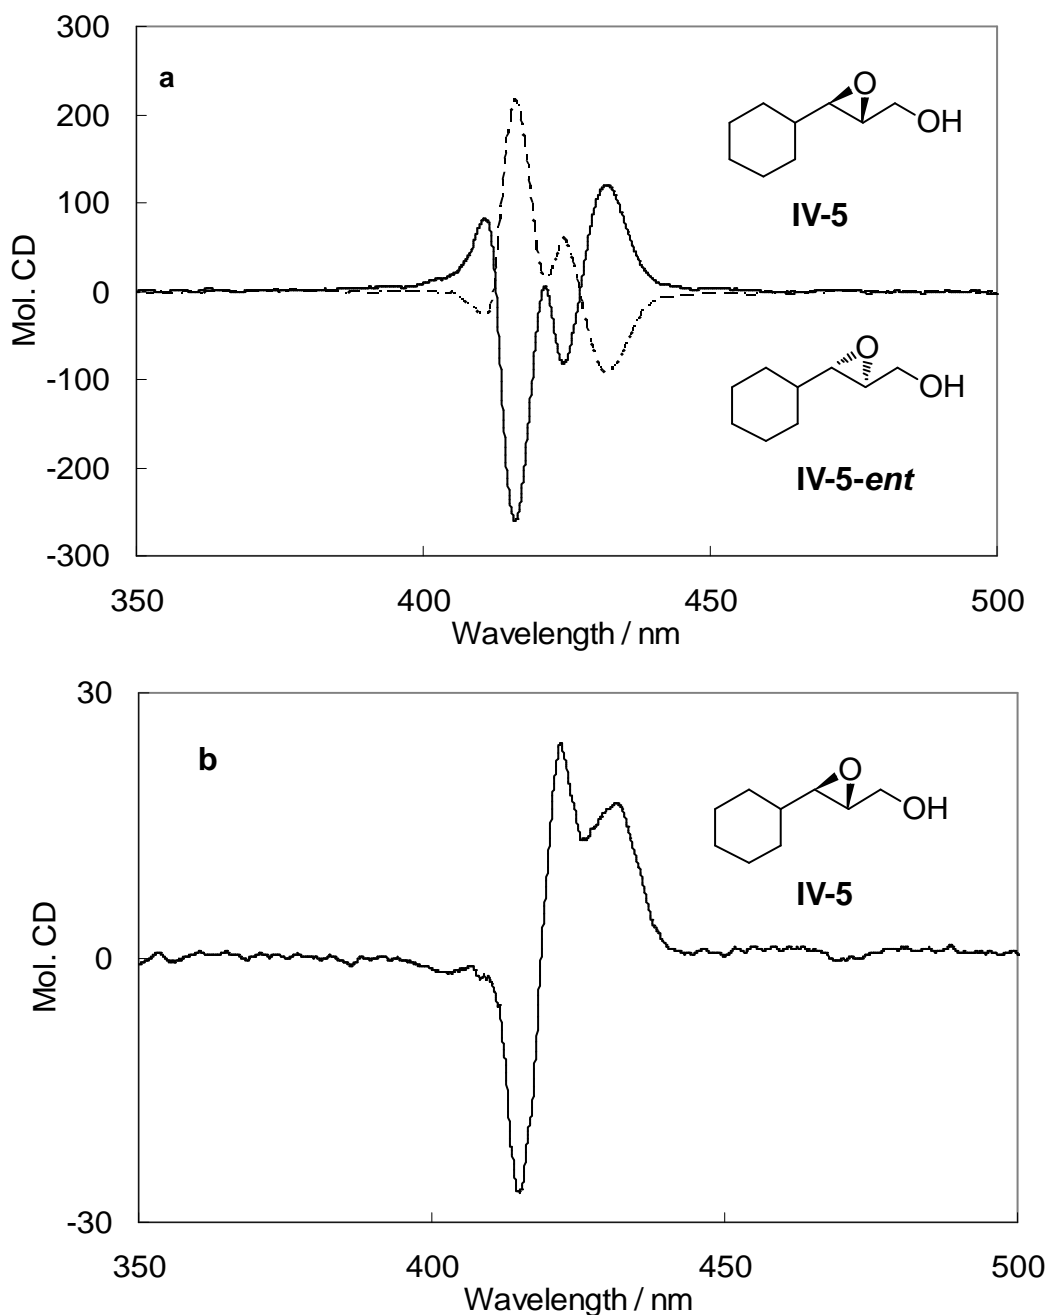 300
a
200
100
0
-100
-200
-300
Mol. CD
O
OH
IV-5
O
OH
IV-5-ent
350
400
450
500
Wavelength / nm
30
b
0
-30
Mol. CD
O
OH
IV-5
350
400
450
500
Wavelength / nm